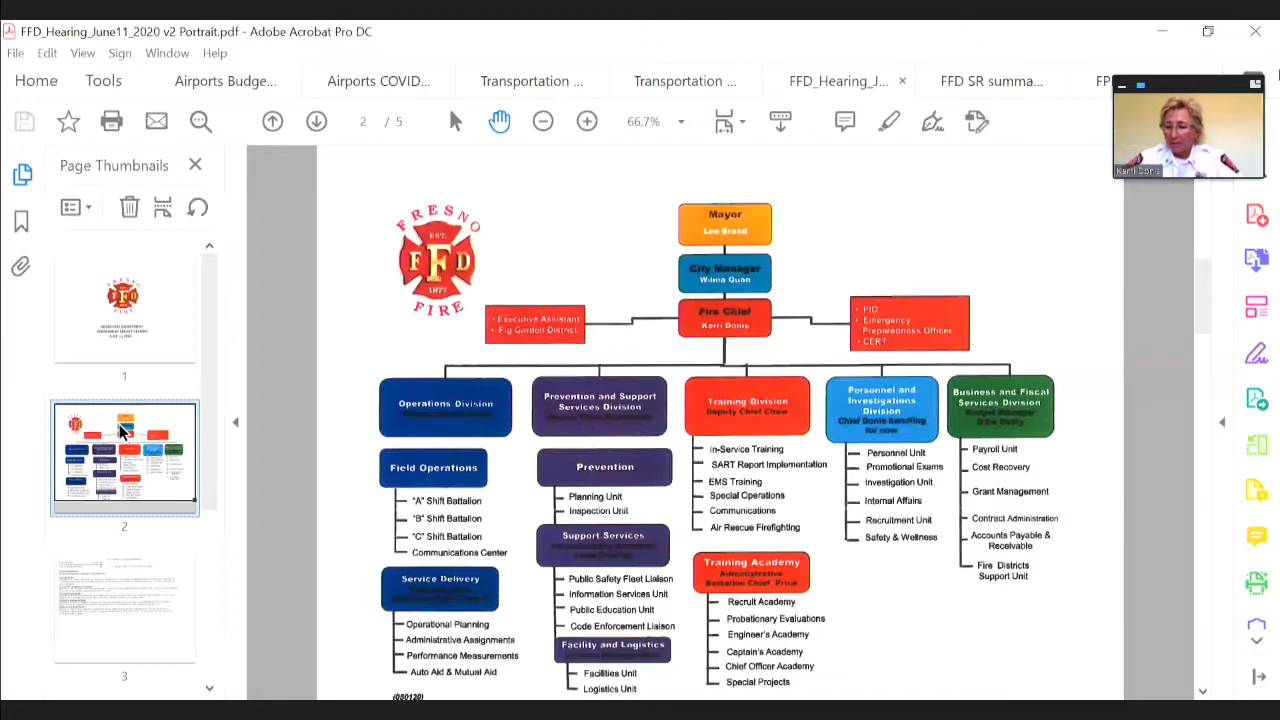 FFD_Hearing_June11_2020 v2 Portrait.pdf - Adobe Acrobat Pro DC
File Edit View Sign Window Help
Home Tools Airports Budge... Airports COVID... Transportation ... Transportation ... FFD_Hearing_J... × FFD SR summa... FP
2 / 5 66.7%
Kerri Donis
Page Thumbnails
1
2
3
FRESNO
EST.
FFD
1877
FIRE
Mayor
Lee Brand
City Manager
Wilma Quan
Fire Chief
Kerri Donis
• Executive Assistant
• Fig Garden District
• PIO
• Emergency
Preparedness Officer
• CERT
Operations Division
Field Operations
"A" Shift Battalion
"B" Shift Battalion
"C" Shift Battalion
Communications Center
Service Delivery
Operational Planning
Administrative Assignments
Performance Measurements
Auto Aid & Mutual Aid
(050120)
Prevention and Support
Services Division
Prevention
Planning Unit
Inspection Unit
Support Services
Public Safety Fleet Liaison
Information Services Unit
Public Education Unit
Code Enforcement Liaison
Facility and Logistics
Facilities Unit
Logistics Unit
Training Division
Deputy Chief Chew
In-Service Training
SART Report Implementation
EMS Training
Special Operations
Communications
Air Rescue Firefighting
Training Academy
Administrative
Battalion Chief Price
Recruit Academy
Probationary Evaluations
Engineer's Academy
Captain's Academy
Chief Officer Academy
Special Projects
Personnel and
Investigations
Division
Chief Donis handling
for now
Personnel Unit
Promotional Exams
Investigation Unit
Internal Affairs
Recruitment Unit
Safety & Wellness
Business and Fiscal
Services Division
Budget Manager
Payroll Unit
Cost Recovery
Grant Management
Contract Administration
Accounts Payable &
Receivable
Fire Districts
Support Unit